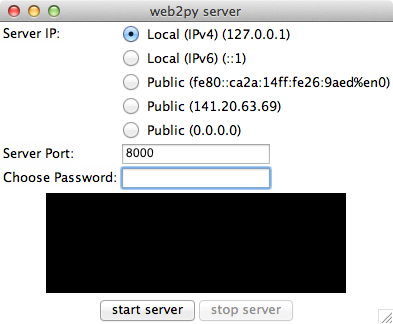 web2py server
Server IP: Local (IPv4) (127.0.0.1)
Local (IPv6) (::1)
Public (fe80::ca2a:14ff:fe26:9aed%en0)
Public (141.20.63.69)
Public (0.0.0.0)
Server Port: 8000
Choose Password:
start server stop server